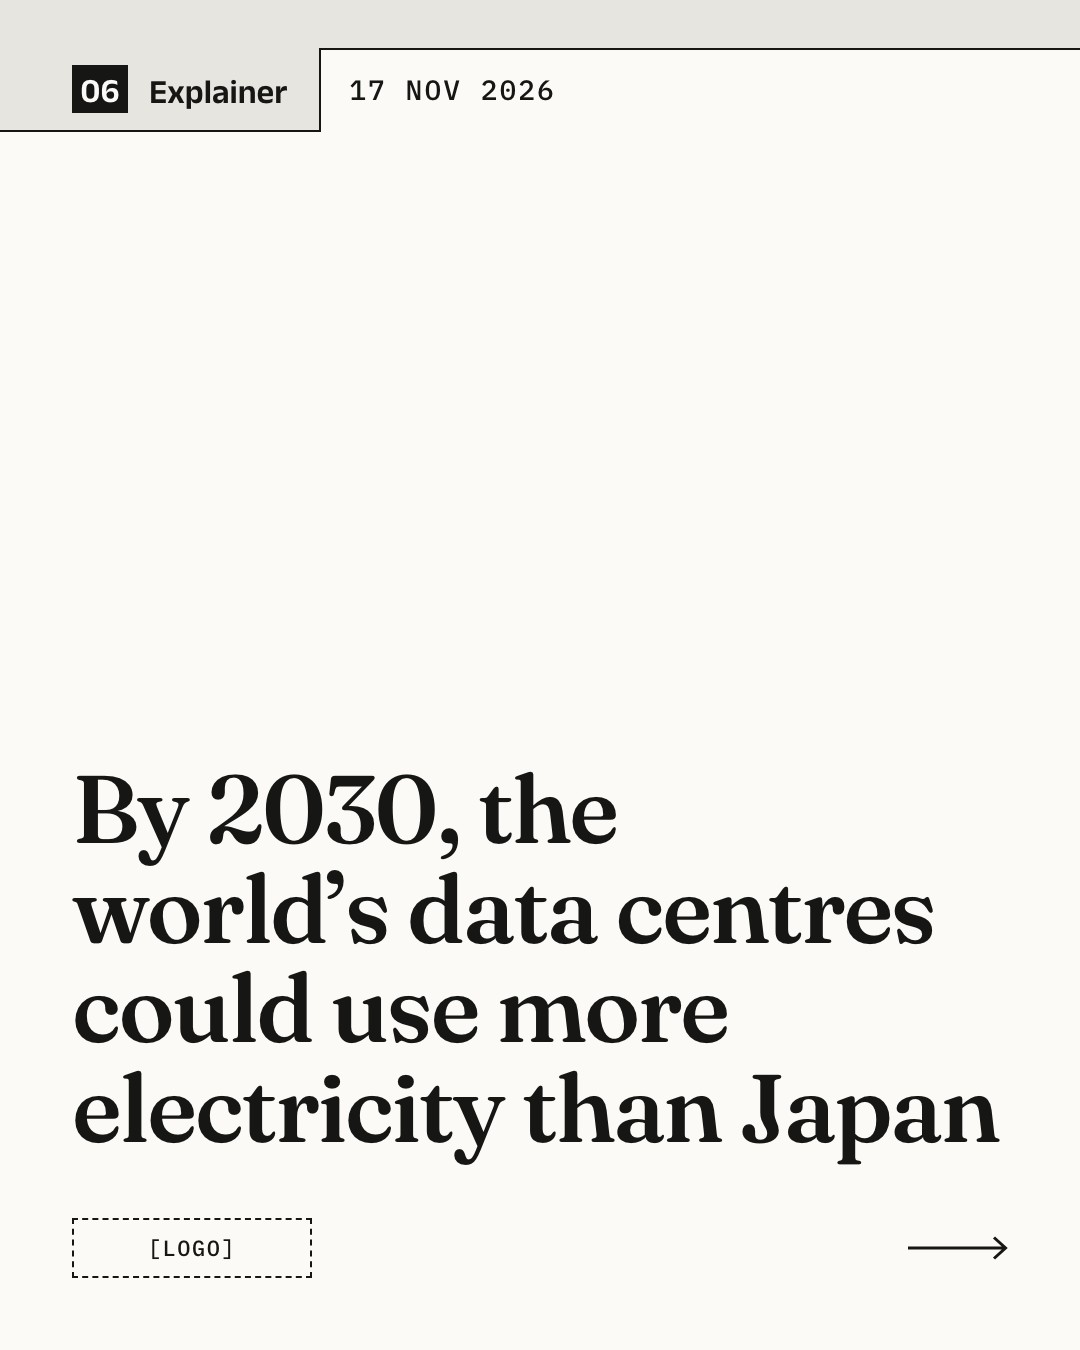 06 Explainer
17 NOV 2026
By 2030, the
world’s data centres
could use more
electricity than Japan
[LOGO]